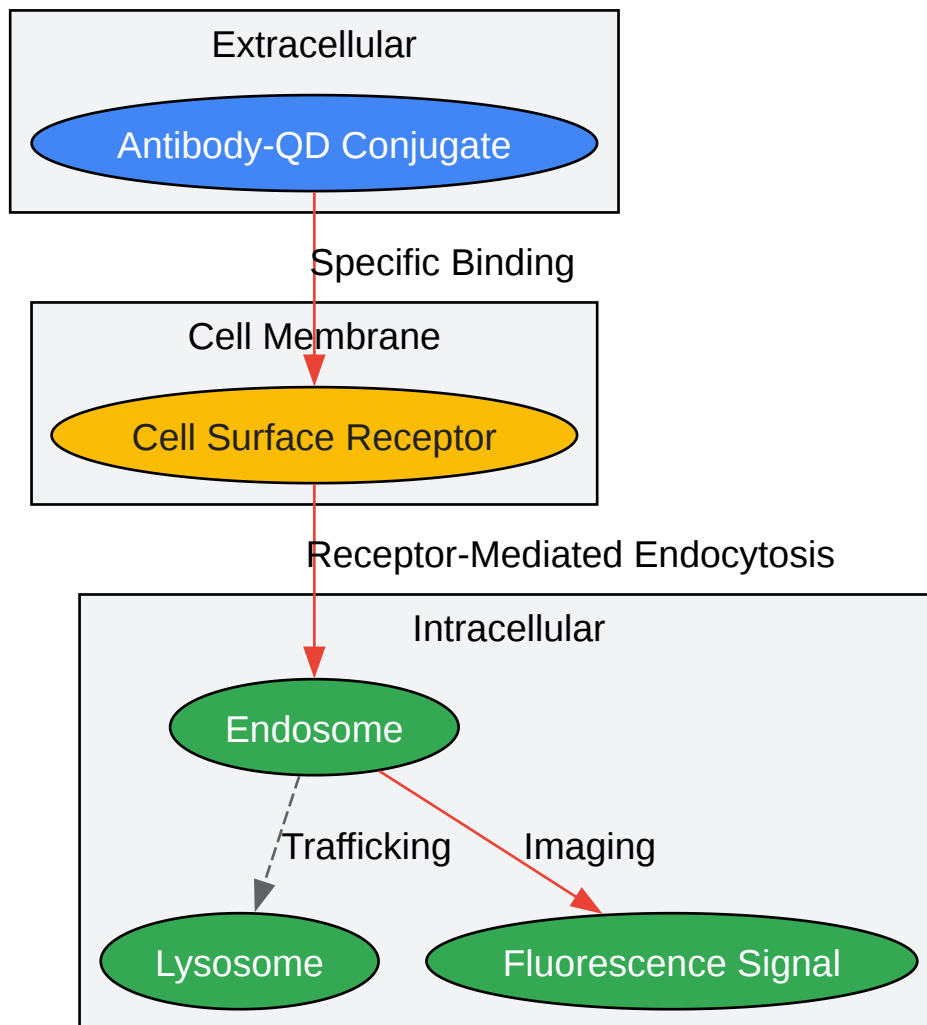 Extracellular
Antibody-QD Conjugate
Specific Binding
Cell Membrane
Cell Surface Receptor
Receptor-Mediated Endocytosis
Intracellular
Endosome
Trafficking
Imaging
Lysosome
Fluorescence Signal